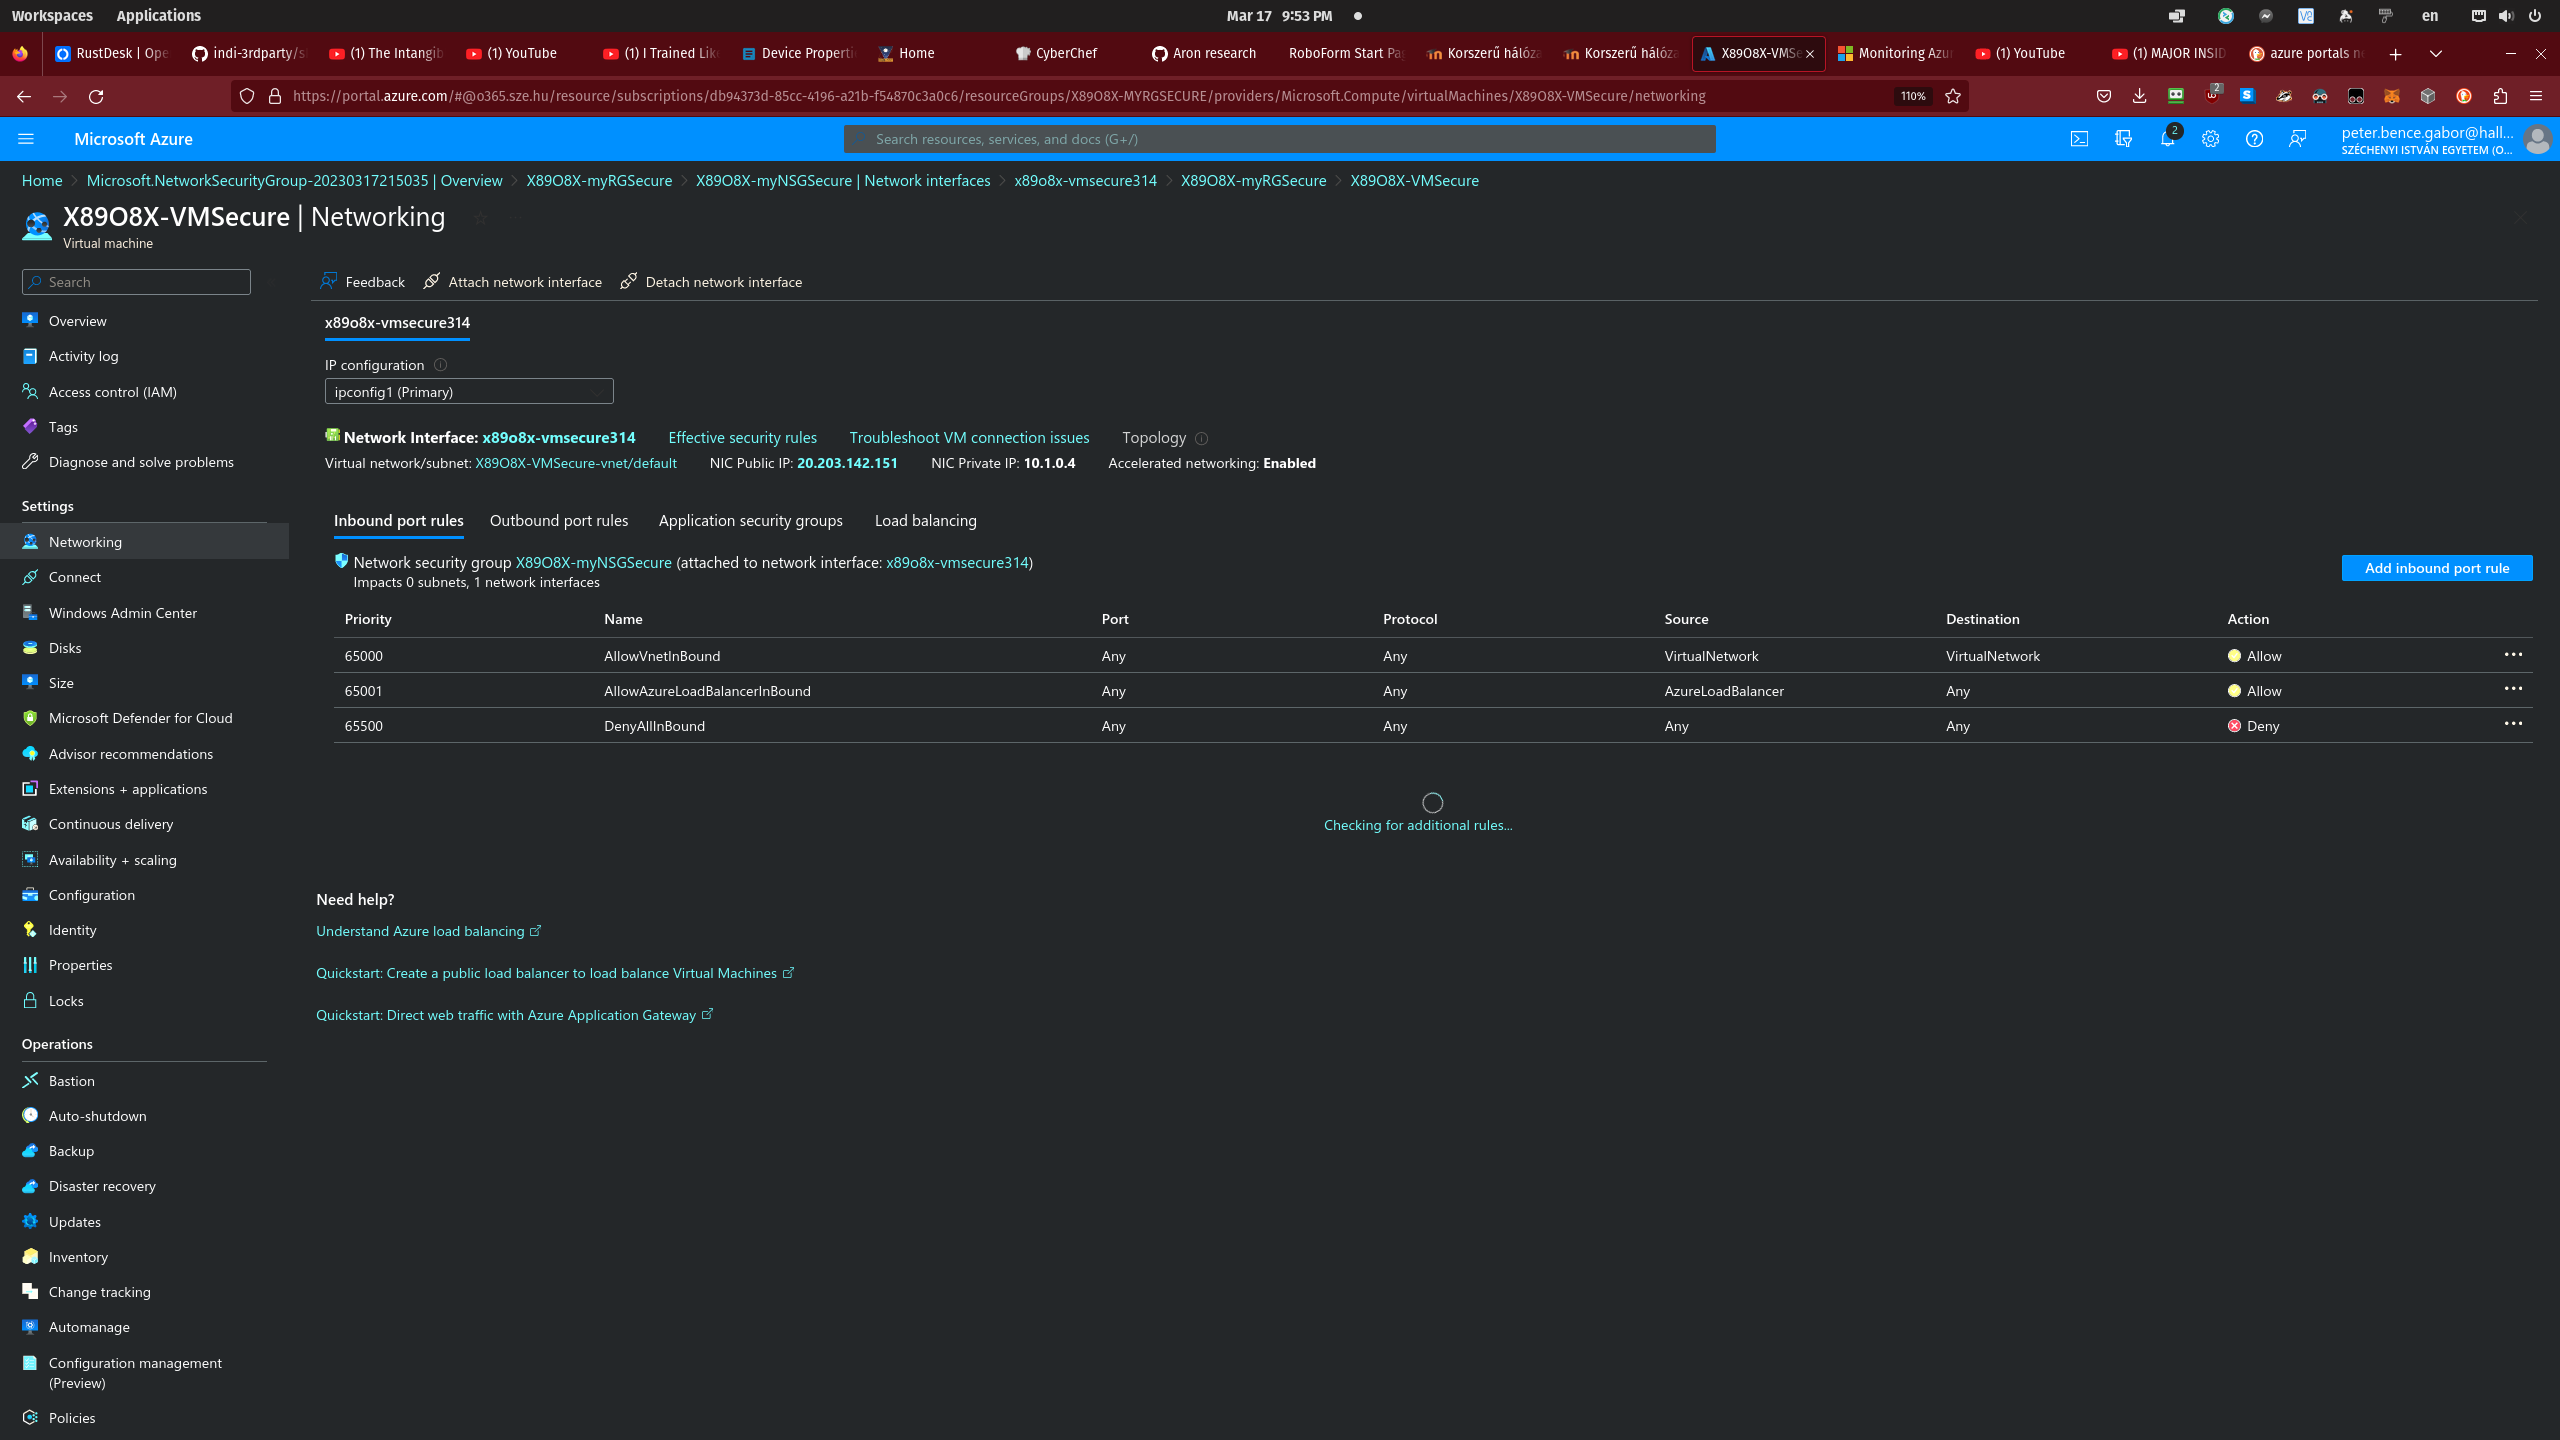 Workspaces Applications Mar 17 9:53 PM en
RustDesk | Ope indi-3rdparty/s (1) The Intangib (1) YouTube (1) I Trained Lik Device Properti Home CyberChef Aron research RoboForm Start Pa Korszerű hálóza Korszerű hálóza X89O8X-VMSe Monitoring Azur (1) YouTube (1) MAJOR INSID azure portals n
https://portal.azure.com/#@o365.sze.hu/resource/subscriptions/db94373d-85cc-4196-a21b-f54870c3a0c6/resourceGroups/X89O8X-MYRGSECURE/providers/Microsoft.Compute/virtualMachines/X89O8X-VMSecure/networking 110% 2
Microsoft Azure Search resources, services, and docs (G+/) 2 peter.bence.gabor@hall...
SZÉCHENYI ISTVÁN EGYETEM (O...
Home Microsoft.NetworkSecurityGroup-20230317215035 | Overview X89O8X-myRGSecure X89O8X-myNSGSecure | Network interfaces x89o8x-vmsecure314 X89O8X-myRGSecure X89O8X-VMSecure
X89O8X-VMSecure | Networking
Virtual machine
Search
Overview
Activity log
Access control (IAM)
Tags
Diagnose and solve problems
Settings
Networking
Connect
Windows Admin Center
Disks
Size
Microsoft Defender for Cloud
Advisor recommendations
Extensions + applications
Continuous delivery
Availability + scaling
Configuration
Identity
Properties
Locks
Operations
Bastion
Auto-shutdown
Backup
Disaster recovery
Updates
Inventory
Change tracking
Automanage
Configuration management
(Preview)
Policies
Feedback Attach network interface Detach network interface
x89o8x-vmsecure314
IP configuration
ipconfig1 (Primary)
Network Interface: x89o8x-vmsecure314 Effective security rules Troubleshoot VM connection issues Topology
Virtual network/subnet: X89O8X-VMSecure-vnet/default NIC Public IP: 20.203.142.151 NIC Private IP: 10.1.0.4 Accelerated networking: Enabled
Inbound port rules Outbound port rules Application security groups Load balancing
Network security group X89O8X-myNSGSecure (attached to network interface: x89o8x-vmsecure314)
Impacts 0 subnets, 1 network interfaces
Add inbound port rule
Priority Name Port Protocol Source Destination Action
65000 AllowVnetInBound Any Any VirtualNetwork VirtualNetwork Allow
65001 AllowAzureLoadBalancerInBound Any Any AzureLoadBalancer Any Allow
65500 DenyAllInBound Any Any Any Any Deny
Checking for additional rules...
Need help?
Understand Azure load balancing
Quickstart: Create a public load balancer to load balance Virtual Machines
Quickstart: Direct web traffic with Azure Application Gateway